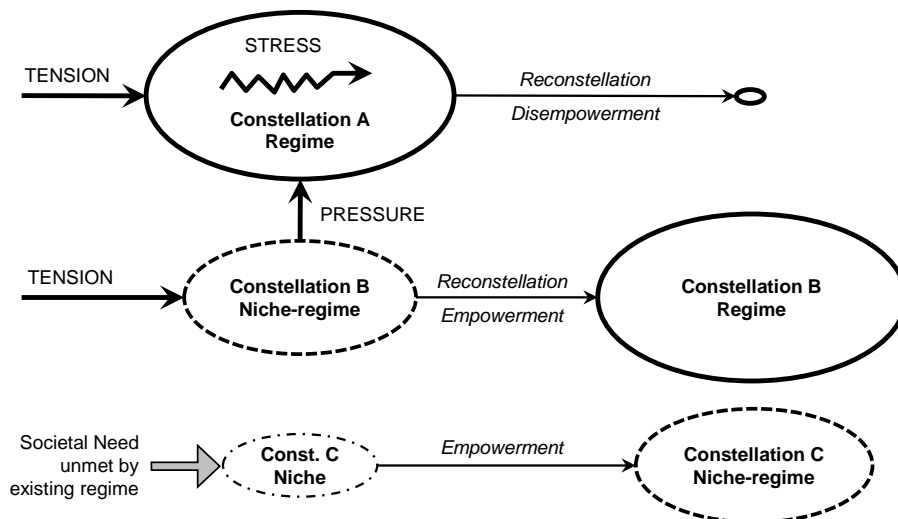 STRESS
TENSION
Reconstellation
Disempowerment
Constellation A
Regime
PRESSURE
TENSION
Constellation B
Niche-regime
Reconstellation
Empowerment
Constellation B
Regime
Societal Need
unmet by
existing regime
Const. C
Niche
Empowerment
Constellation C
Niche-regime